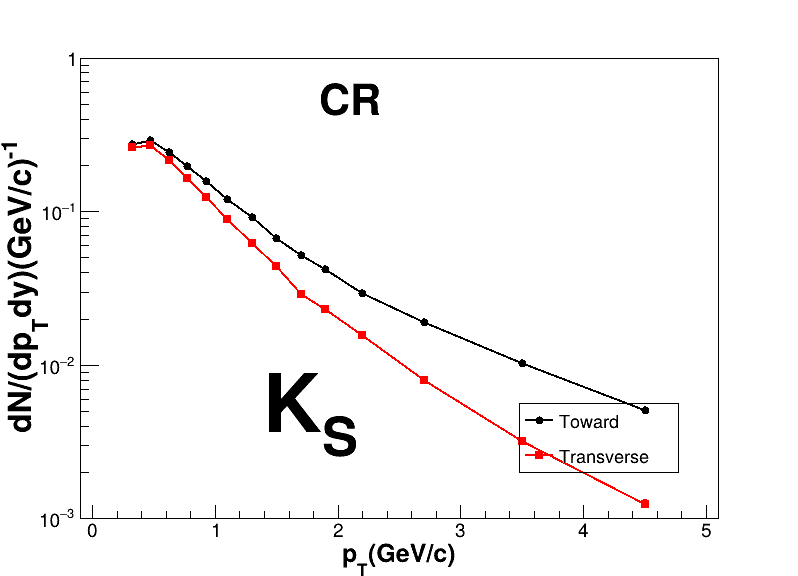 CR
dN/(dp_T dy)(GeV/c)^-1
1
10^-1
10^-2
10^-3
K_S
Toward
Transverse
0 1 2 3 4 5
p_T(GeV/c)